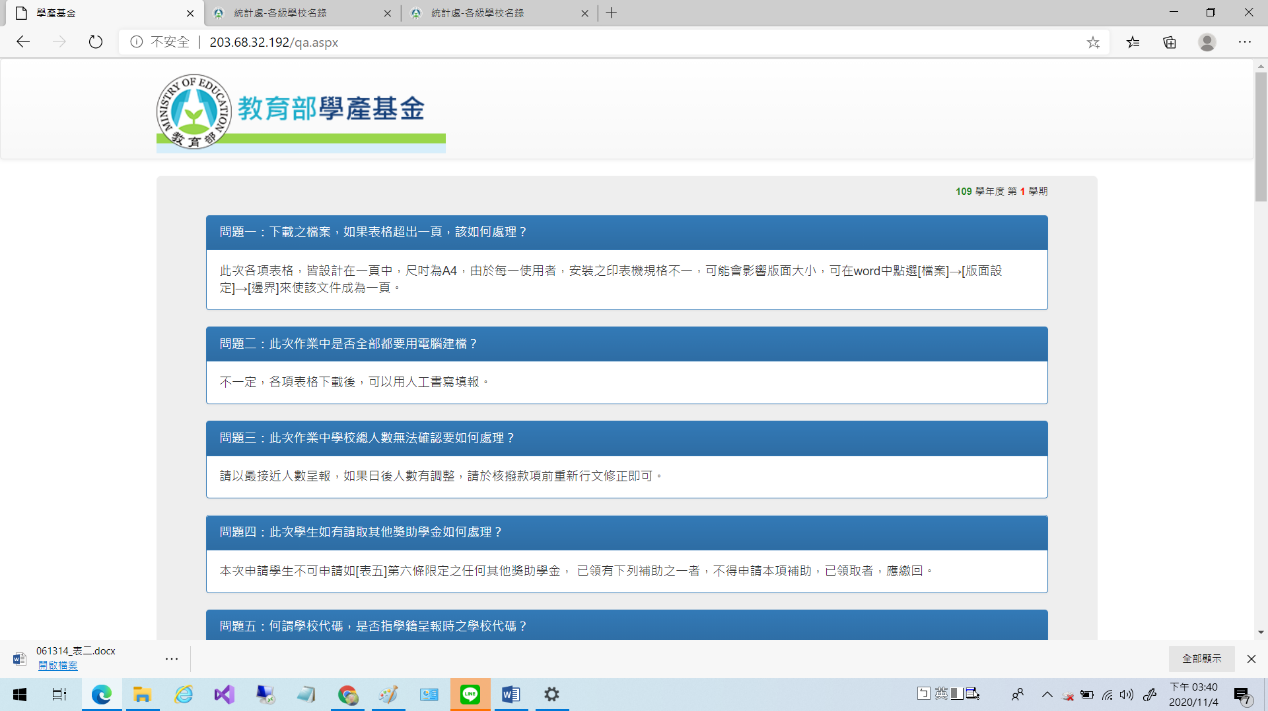 學產基金
統計處-各級學校名錄
統計處-各級學校名錄
不安全
203.68.32.192/qa.aspx
MINISTRY OF EDUCATION
教育部
教育部學產基金
109 學年度 第 1 學期
問題一：下載之檔案，如果表格超出一頁，該如何處理？
此次各項表格，皆設計在一頁中，尺吋為A4，由於每一使用者，安裝之印表機規格不一，可能會影響版面大小，可在word中點選[檔案]→[版面設
定]→[邊界]來使該文件成為一頁。
問題二：此次作業中是否全部都要用電腦建檔？
不一定，各項表格下載後，可以用人工書寫填報。
問題三：此次作業中學校總人數無法確認要如何處理？
請以最接近人數呈報，如果日後人數有調整，請於核撥款項前重新行文修正即可。
問題四：此次學生如有請取其他獎助學金如何處理？
本次申請學生不可申請如[表五]第六條限定之任何其他獎助學金， 已領有下列補助之一者，不得申請本項補助，已領取者，應繳回。
問題五：何謂學校代碼，是否指學籍呈報時之學校代碼？
061314_表二.docx
開啟檔案
全部顯示
LINE
下午 03:40
2020/11/4
7